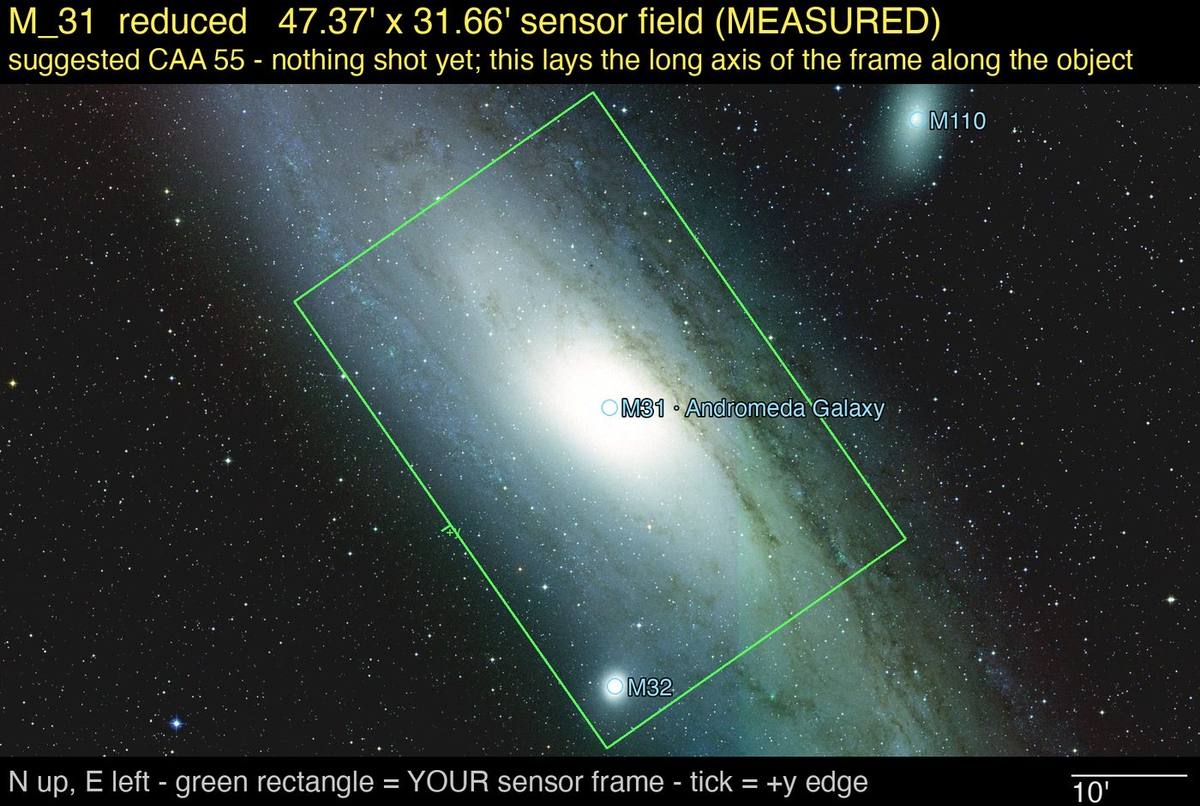 M_31 reduced 47.37' x 31.66' sensor field (MEASURED)
suggested CAA 55 - nothing shot yet; this lays the long axis of the frame along the object
M110
M31 · Andromeda Galaxy
+y
M32
N up, E left - green rectangle = YOUR sensor frame - tick = +y edge
10'